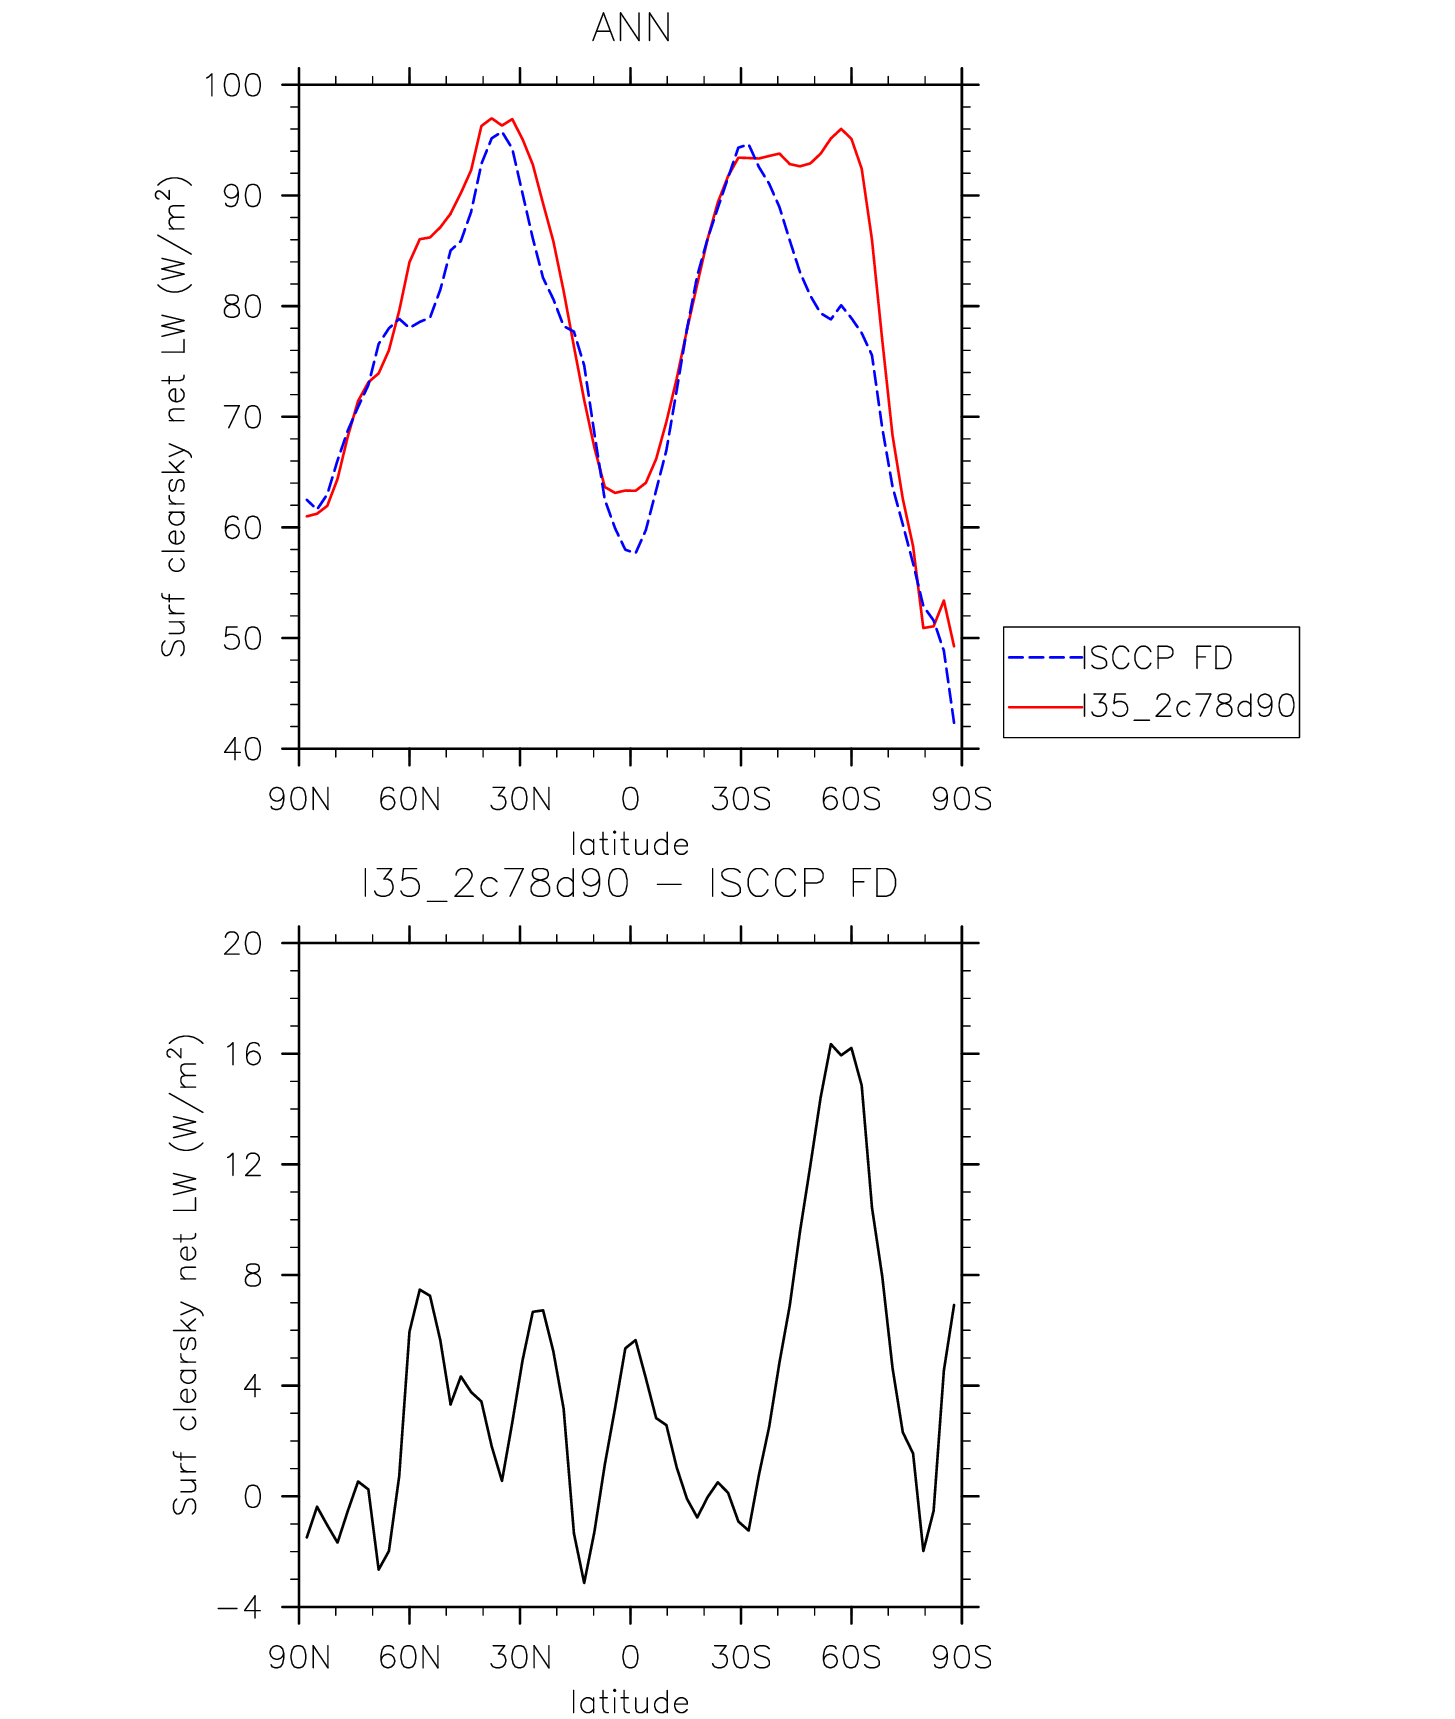 ANN
Surf clearsky net LW (W/m²)
100
90
80
70
60
50
40
90N 60N 30N 0 30S 60S 90S
latitude
ISCCP FD
I35_2c78d90
I35_2c78d90 − ISCCP FD
Surf clearsky net LW (W/m²)
20
16
12
8
4
0
−4
90N 60N 30N 0 30S 60S 90S
latitude